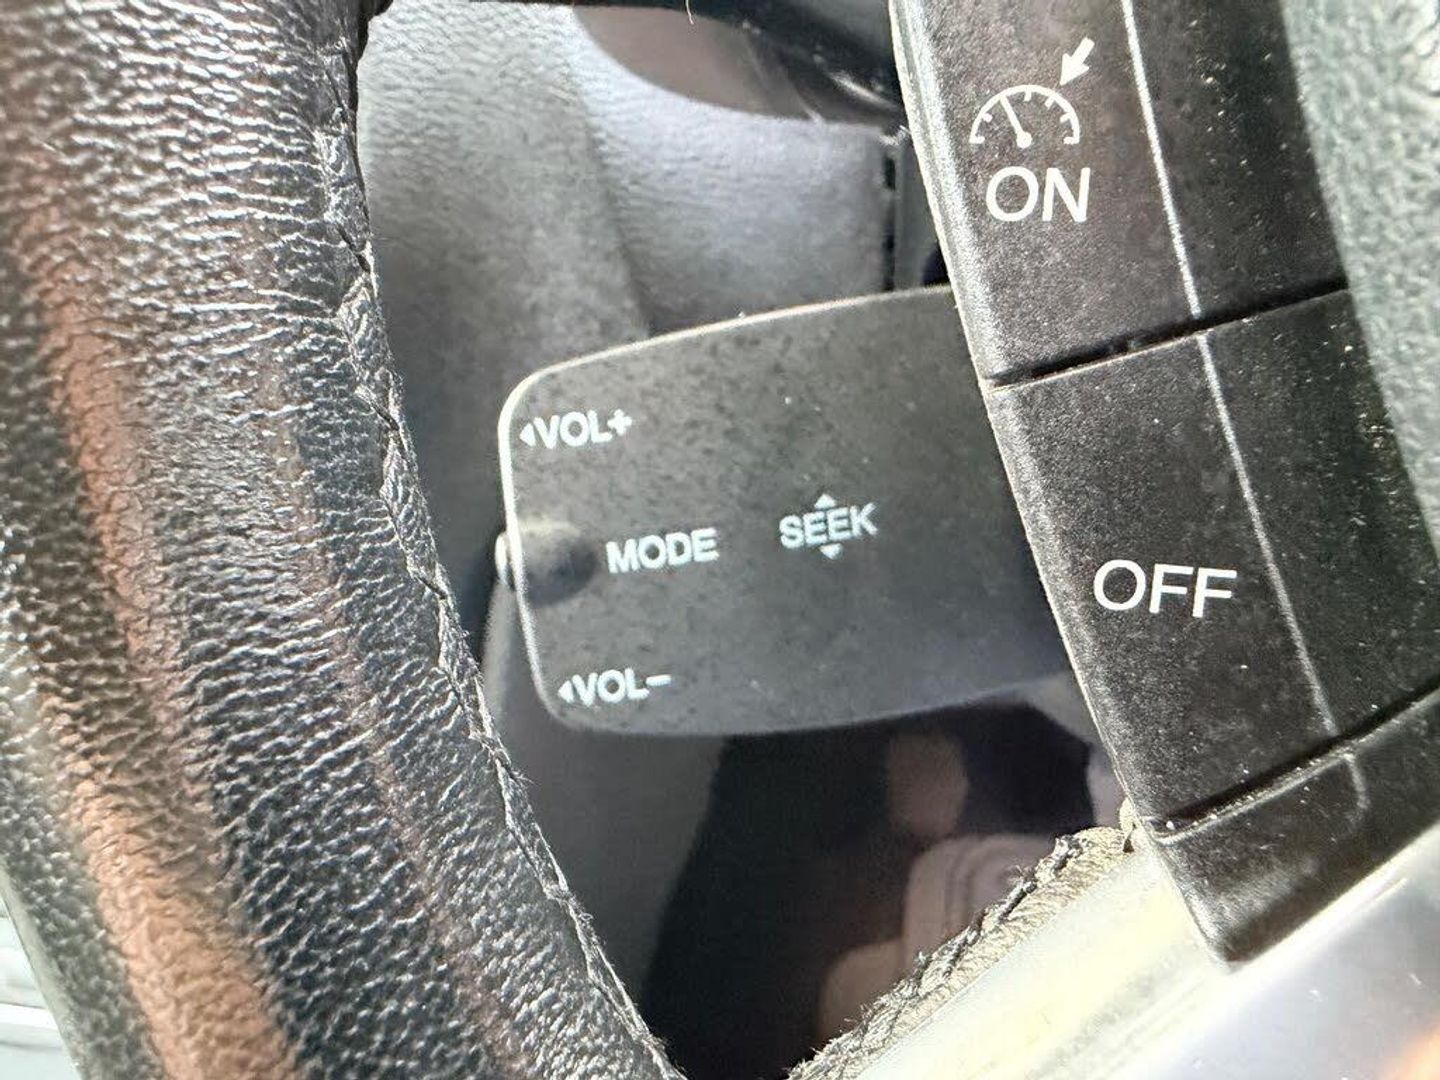 ON
◂VOL+
MODE
SEEK
OFF
◂VOL-